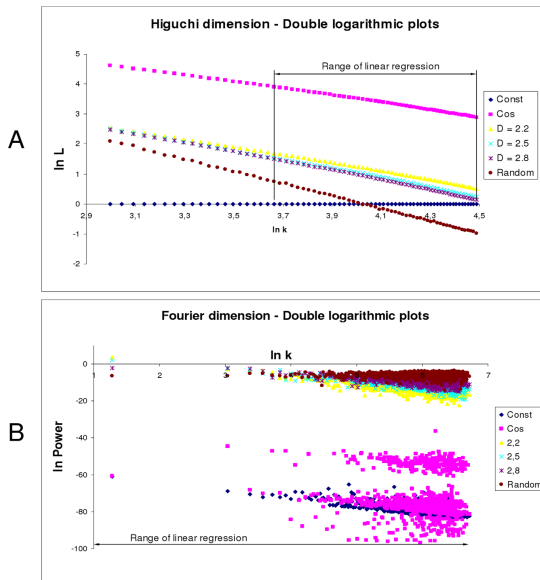 A
Higuchi dimension - Double logarithmic plots
Range of linear regression
5
4
3
2
1
0
-1
-2
2,9
3,1
3,3
3,5
3,7
3,9
4,1
4,3
4,5
ln L
ln k
Const
Cos
D = 2.2
D = 2.5
D = 2.8
Random
B
Fourier dimension - Double logarithmic plots
ln k
0
-20
-40
-60
-80
-100
1
2
3
7
ln Power
Const
Cos
2,2
2,5
2,8
Random
Range of linear regression